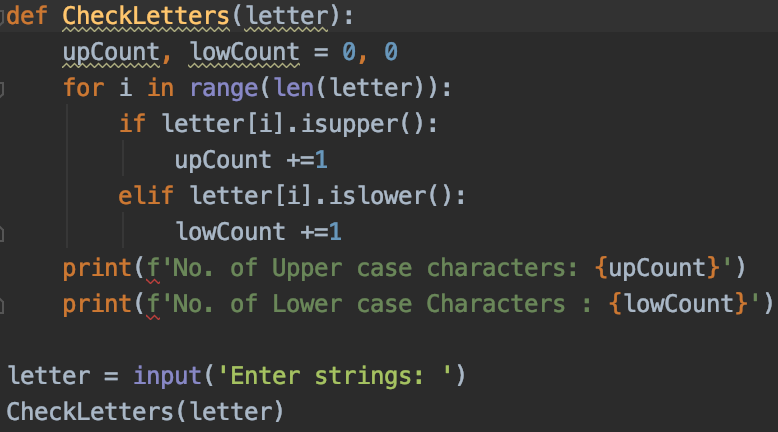 def CheckLetters(letter):
    upCount, lowCount = 0, 0
    for i in range(len(letter)):
        if letter[i].isupper():
            upCount +=1
        elif letter[i].islower():
            lowCount +=1
    print(f'No. of Upper case characters: {upCount}')
    print(f'No. of Lower case Characters : {lowCount}')

letter = input('Enter strings: ')
CheckLetters(letter)